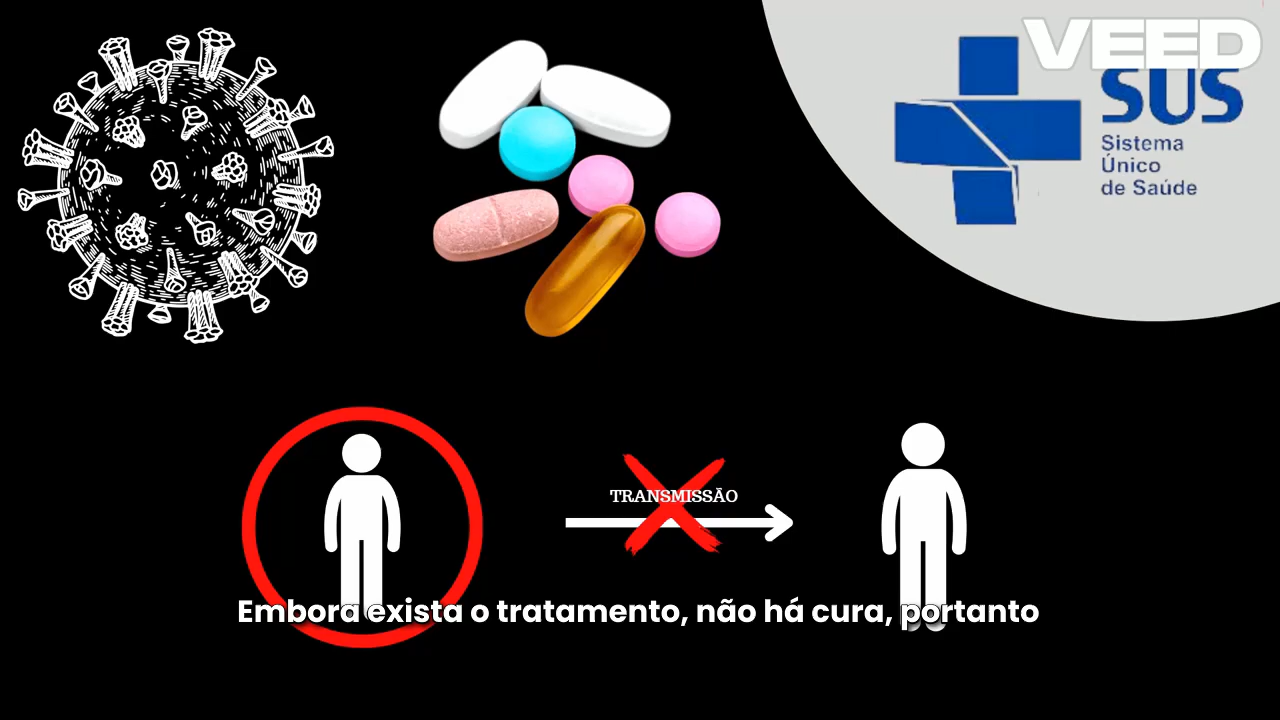 VEED
SUS
Sistema
Único
de Saúde
TRANSMISSÃO
Embora exista o tratamento, não há cura, portanto